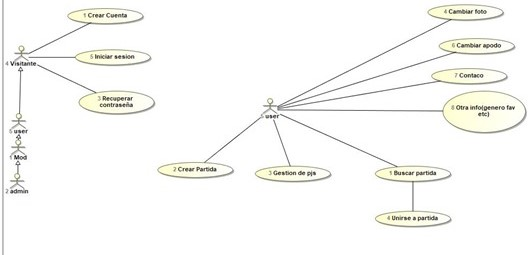 1 Crear Cuenta
5 Iniciar sesion
3 Recuperar
contraseña
4 Visitante
user
1 Mod
2 admin
4 Cambiar foto
6 Cambiar apodo
7 Contaco
8 Otra info(genero fav
etc)
user
2 Crear Partida
3 Gestion de pjs
1 Buscar partida
4 Unirse a partida